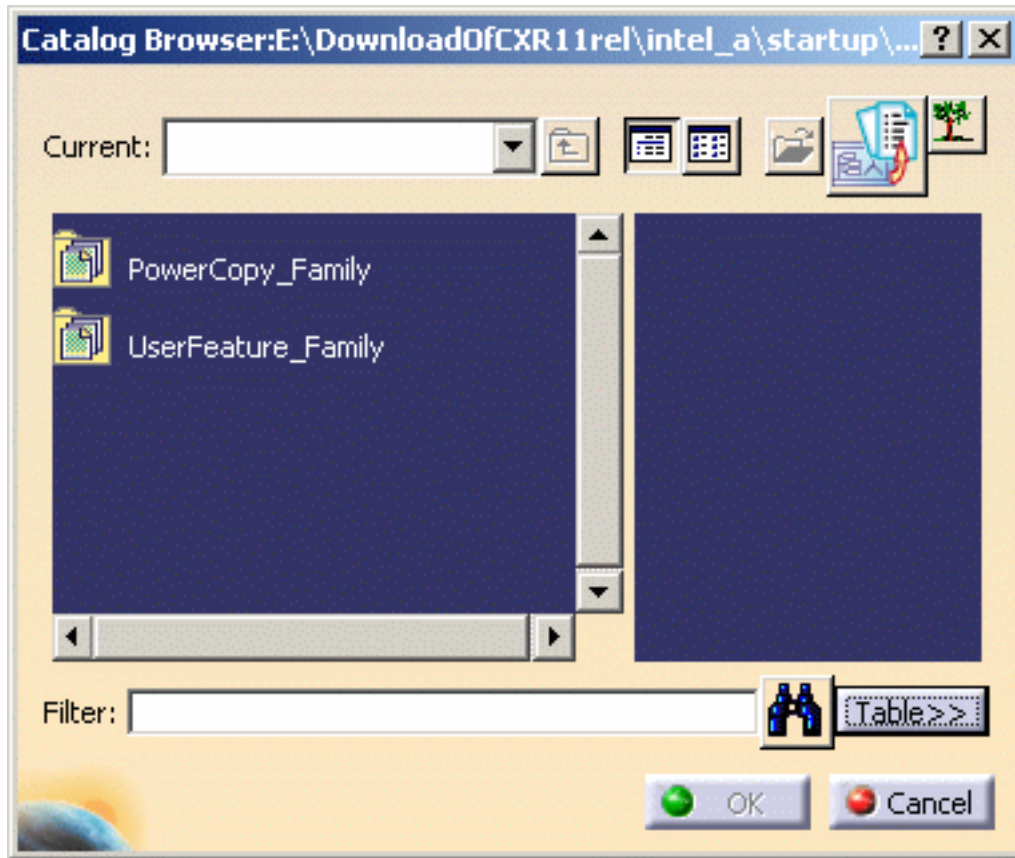 Catalog Browser:E:\DownloadOfCXR11rel\intel_a\startup\...
Current:
PowerCopy_Family
UserFeature_Family
Filter:
Table>>
OK
Cancel